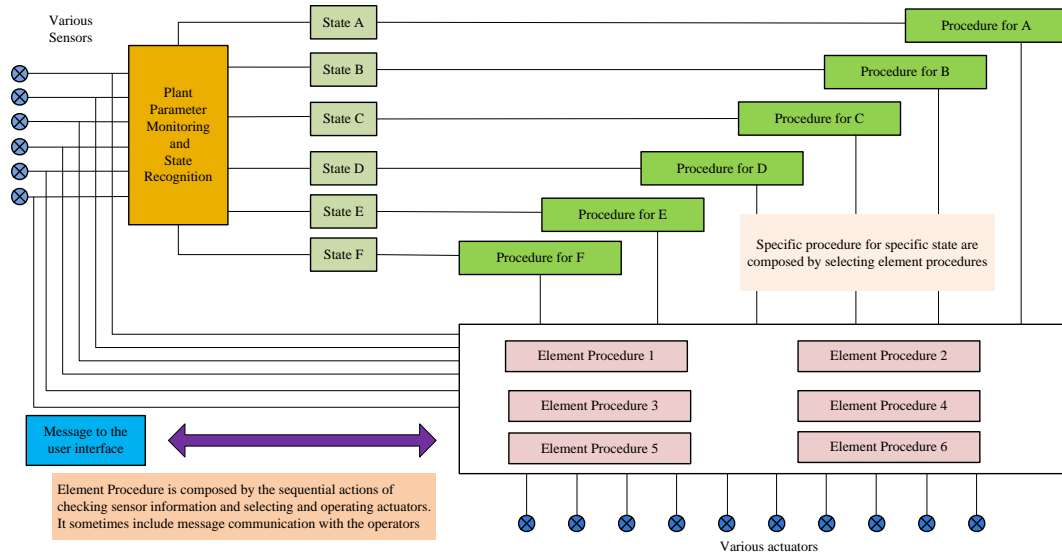 Various
Sensors
Plant
Parameter
Monitoring
and
State
Recognition
State A
State B
State C
State D
State E
State F
Procedure for A
Procedure for B
Procedure for C
Procedure for D
Procedure for E
Procedure for F
Specific procedure for specific state are
composed by selecting element procedures
Element Procedure 1
Element Procedure 2
Element Procedure 3
Element Procedure 4
Element Procedure 5
Element Procedure 6
Message to the
user interface
Element Procedure is composed by the sequential actions of
checking sensor information and selecting and operating actuators.
It sometimes include message communication with the operators
Various actuators